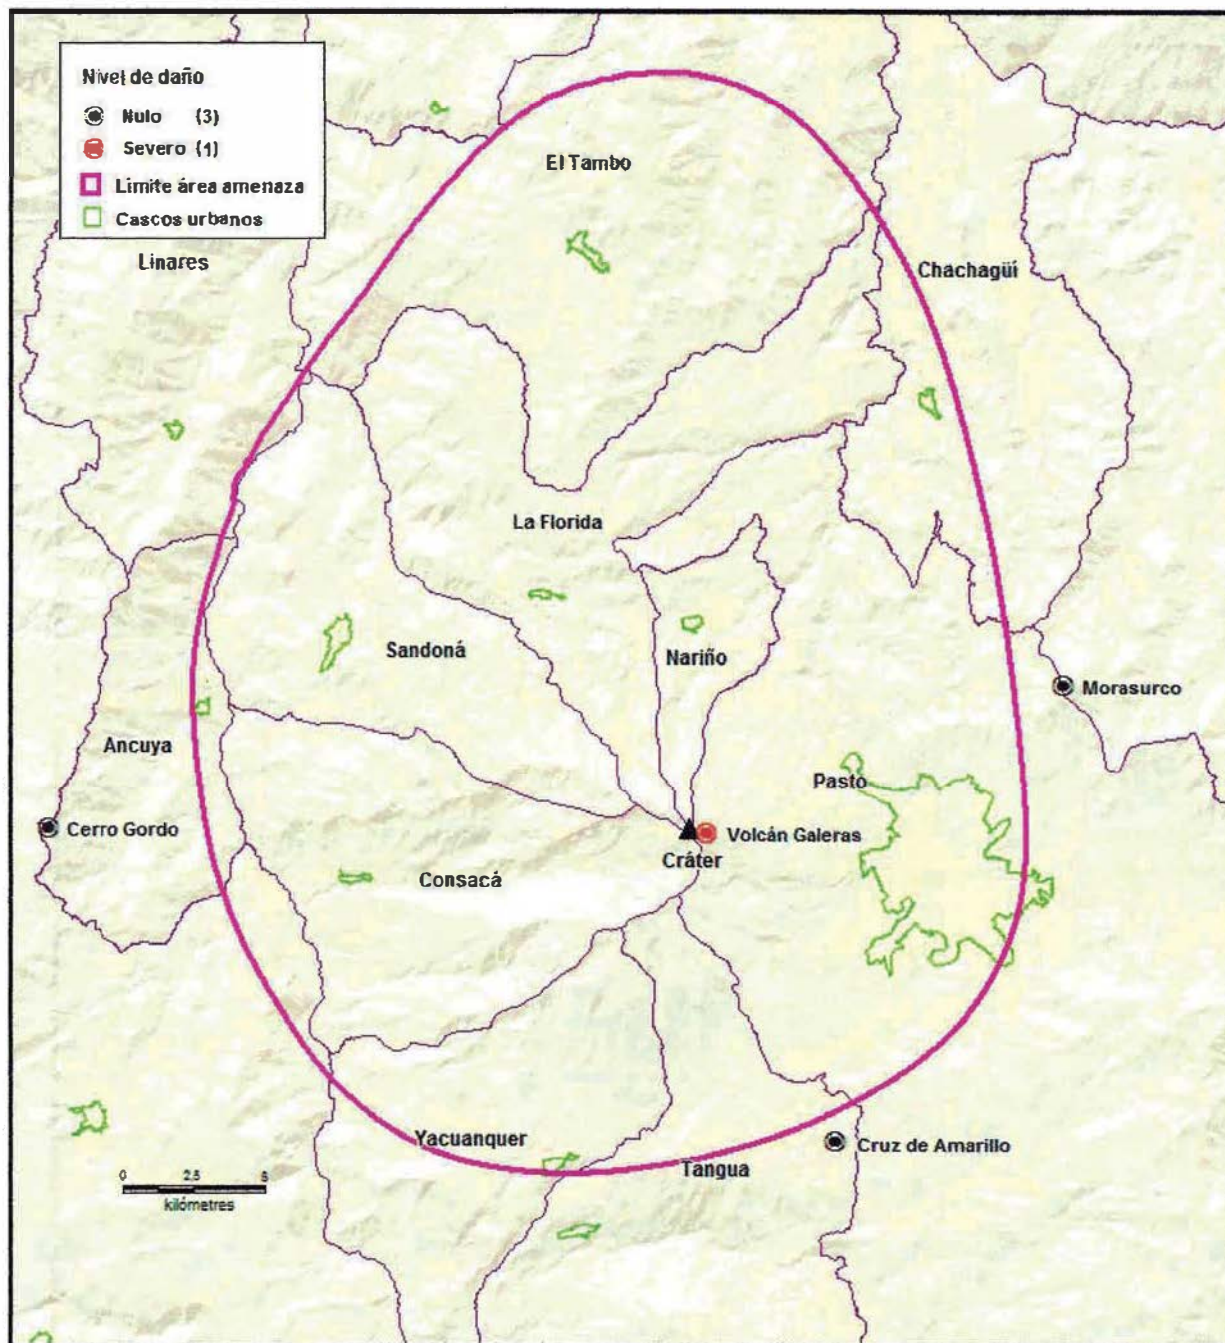 Nivel de daño
Nulo (3)
Severo (1)
Límite área amenaza
Cascos urbanos
El Tambo
Linares
Chachagüí
La Florida
Sandoná
Nariño
Morasurco
Ancuya
Pasto
Cerro Gordo
Volcán Galeras
Cráter
Consacá
Yacuanquer
Cruz de Amarillo
Tangua
0 2,5 5
kilómetres